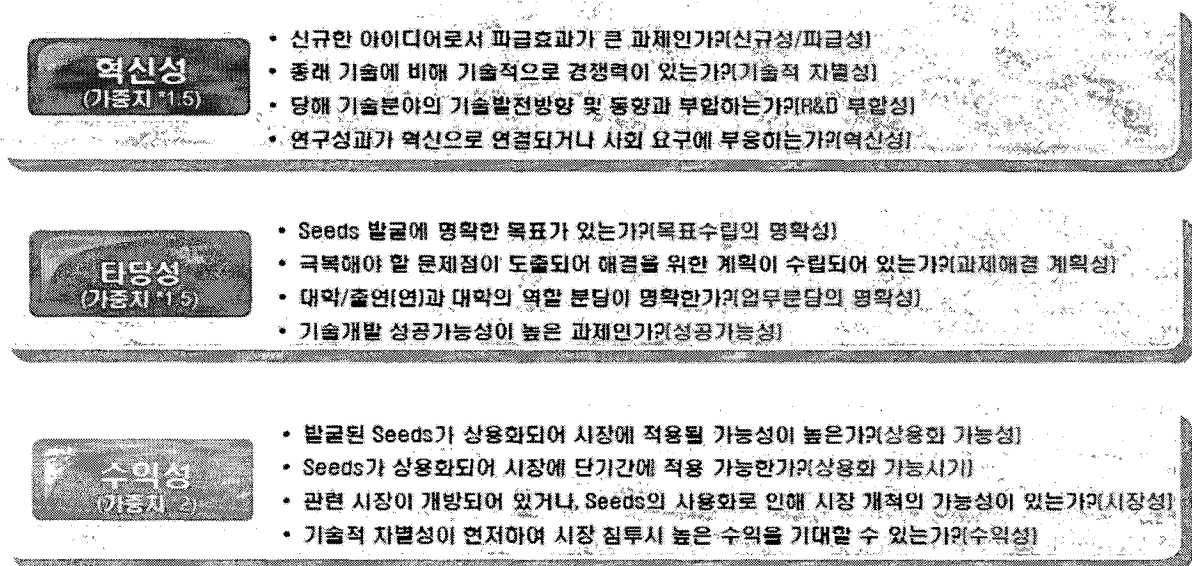 혁신성
(가중치 *1.5)
• 신규한 아이디어로서 파급효과가 큰 과제인가?(신규성/파급성)
• 종래 기술에 비해 기술적으로 경쟁력이 있는가?(기술적 차별성)
• 당해 기술분야의 기술발전방향 및 동향과 부합하는가?(R&D 부합성)
• 연구성과가 혁신으로 연결되거나 사회 요구에 부응하는가?(혁신성)
타당성
(가중치 *1.5)
• Seeds 발굴에 명확한 목표가 있는가?(목표수립의 명확성)
• 극복해야 할 문제점이 도출되어 해결을 위한 계획이 수립되어 있는가?(과제해결 계획성)
• 대학/출연(연)과 대학의 역할 분담이 명확한가?(업무분담의 명확성)
• 기술개발 성공가능성이 높은 과제인가?(성공가능성)
수익성
(가중치 *2)
• 발굴된 Seeds가 상용화되어 시장에 적용될 가능성이 높은가?(상용화 가능성)
• Seeds가 상용화되어 시장에 단기간에 적용 가능한가?(상용화 가능시기)
• 관련 시장이 개방되어 있거나, Seeds의 사용화로 인해 시장 개척의 가능성이 있는가?(시장성)
• 기술적 차별성이 현저하여 시장 침투시 높은 수익을 기대할 수 있는가?(수익성)